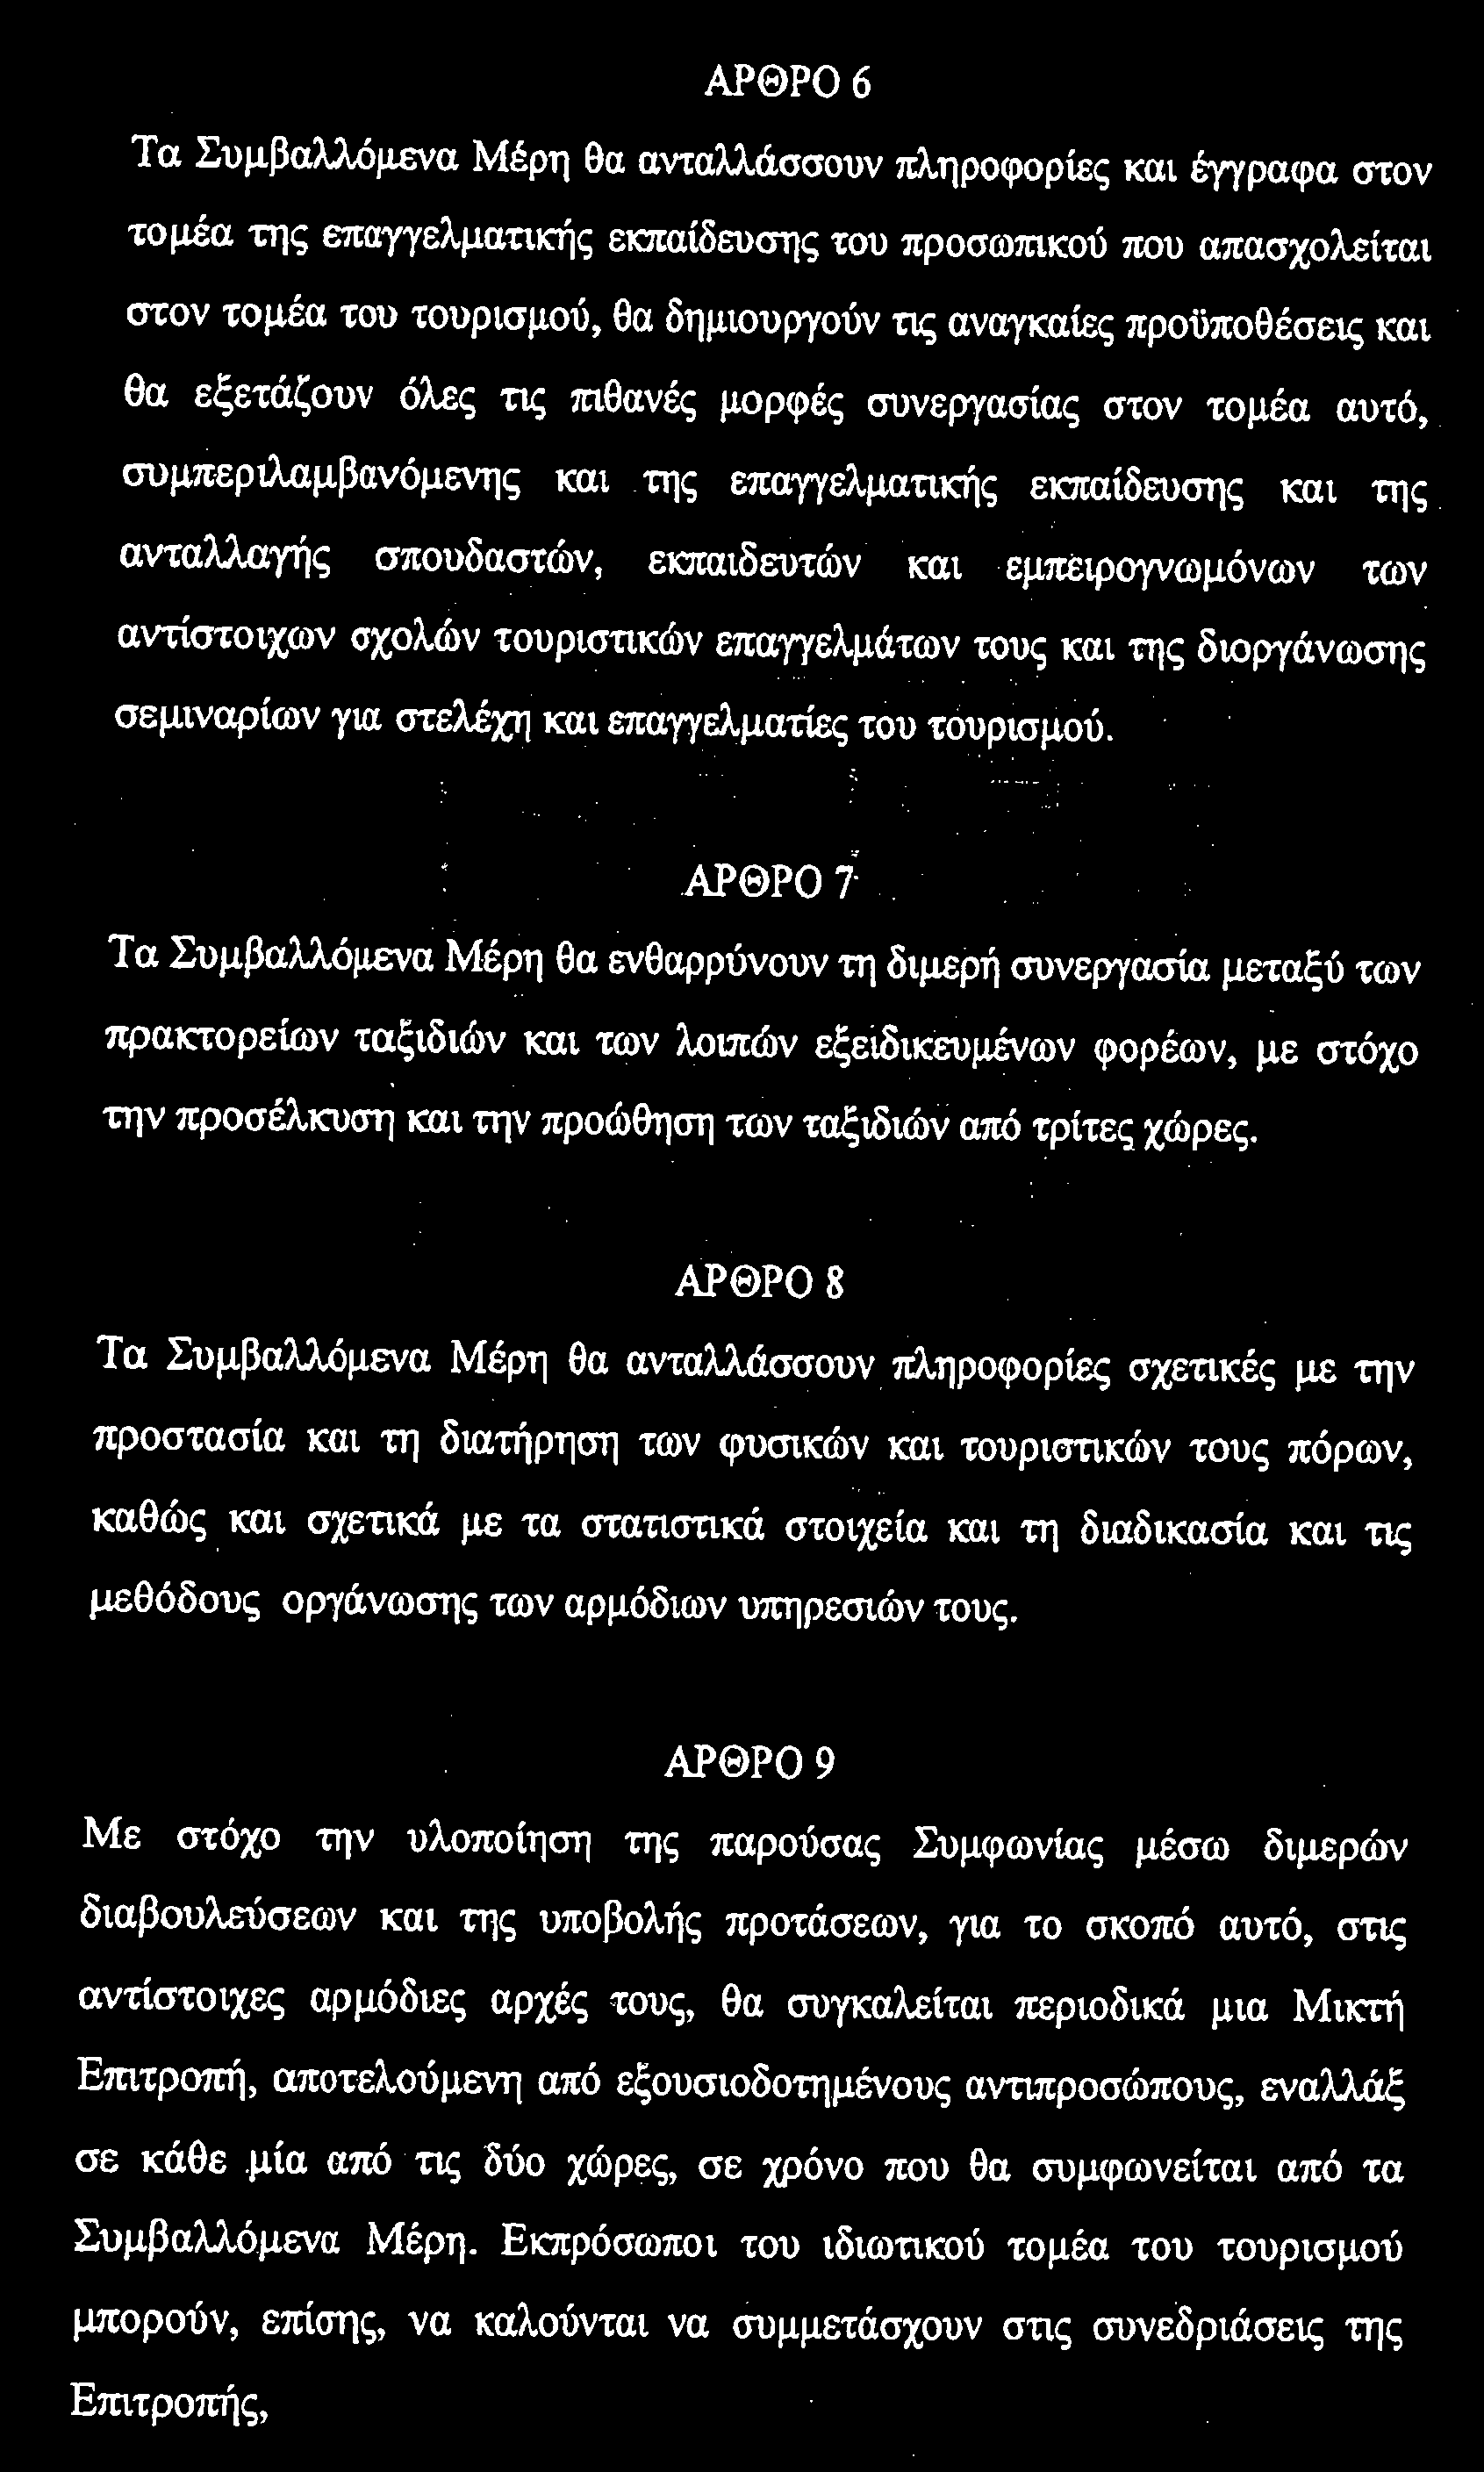 ΑΡΘΡΟ 6
Τα Συμβαλλόμενα Μέρη θα ανταλλάσσουν πληροφορίες και έγγραφα στον
τομέα της επαγγελματικής εκπαίδευσης του προσωπικού που απασχολείται
στον τομέα του τουρισμού, θα δημιουργούν τις αναγκαίες προϋποθέσεις και
θα εξετάζουν όλες τις πιθανές μορφές συνεργασίας στον τομέα αυτό,
συμπεριλαμβανόμενης και της επαγγελματικής εκπαίδευσης και της
ανταλλαγής σπουδαστών, εκπαιδευτών και εμπειρογνωμόνων των
αντίστοιχων σχολών τουριστικών επαγγελμάτων τους και της διοργάνωσης
σεμιναρίων για στελέχη και επαγγελματίες του τουρισμού.
ΑΡΘΡΟ 7
Τα Συμβαλλόμενα Μέρη θα ενθαρρύνουν τη διμερή συνεργασία μεταξύ των
πρακτορείων ταξιδιών και των λοιπών εξειδικευμένων φορέων, με στόχο
την προσέλκυση και την προώθηση των ταξιδιών από τρίτες χώρες.
ΑΡΘΡΟ 8
Τα Συμβαλλόμενα Μέρη θα ανταλλάσσουν πληροφορίες σχετικές με την
προστασία και τη διατήρηση των φυσικών και τουριστικών τους πόρων,
καθώς και σχετικά με τα στατιστικά στοιχεία και τη διαδικασία και τις
μεθόδους οργάνωσης των αρμόδιων υπηρεσιών τους.
ΑΡΘΡΟ 9
Με στόχο την υλοποίηση της παρούσας Συμφωνίας μέσω διμερών
διαβουλεύσεων και της υποβολής προτάσεων, για το σκοπό αυτό, στις
αντίστοιχες αρμόδιες αρχές τους, θα συγκαλείται περιοδικά μια Μικτή
Επιτροπή, αποτελούμενη από εξουσιοδοτημένους αντιπροσώπους, εναλλάξ
σε κάθε μία από τις δύο χώρες, σε χρόνο που θα συμφωνείται από τα
Συμβαλλόμενα Μέρη. Εκπρόσωποι του ιδιωτικού τομέα του τουρισμού
μπορούν, επίσης, να καλούνται να συμμετάσχουν στις συνεδριάσεις της
Επιτροπής,